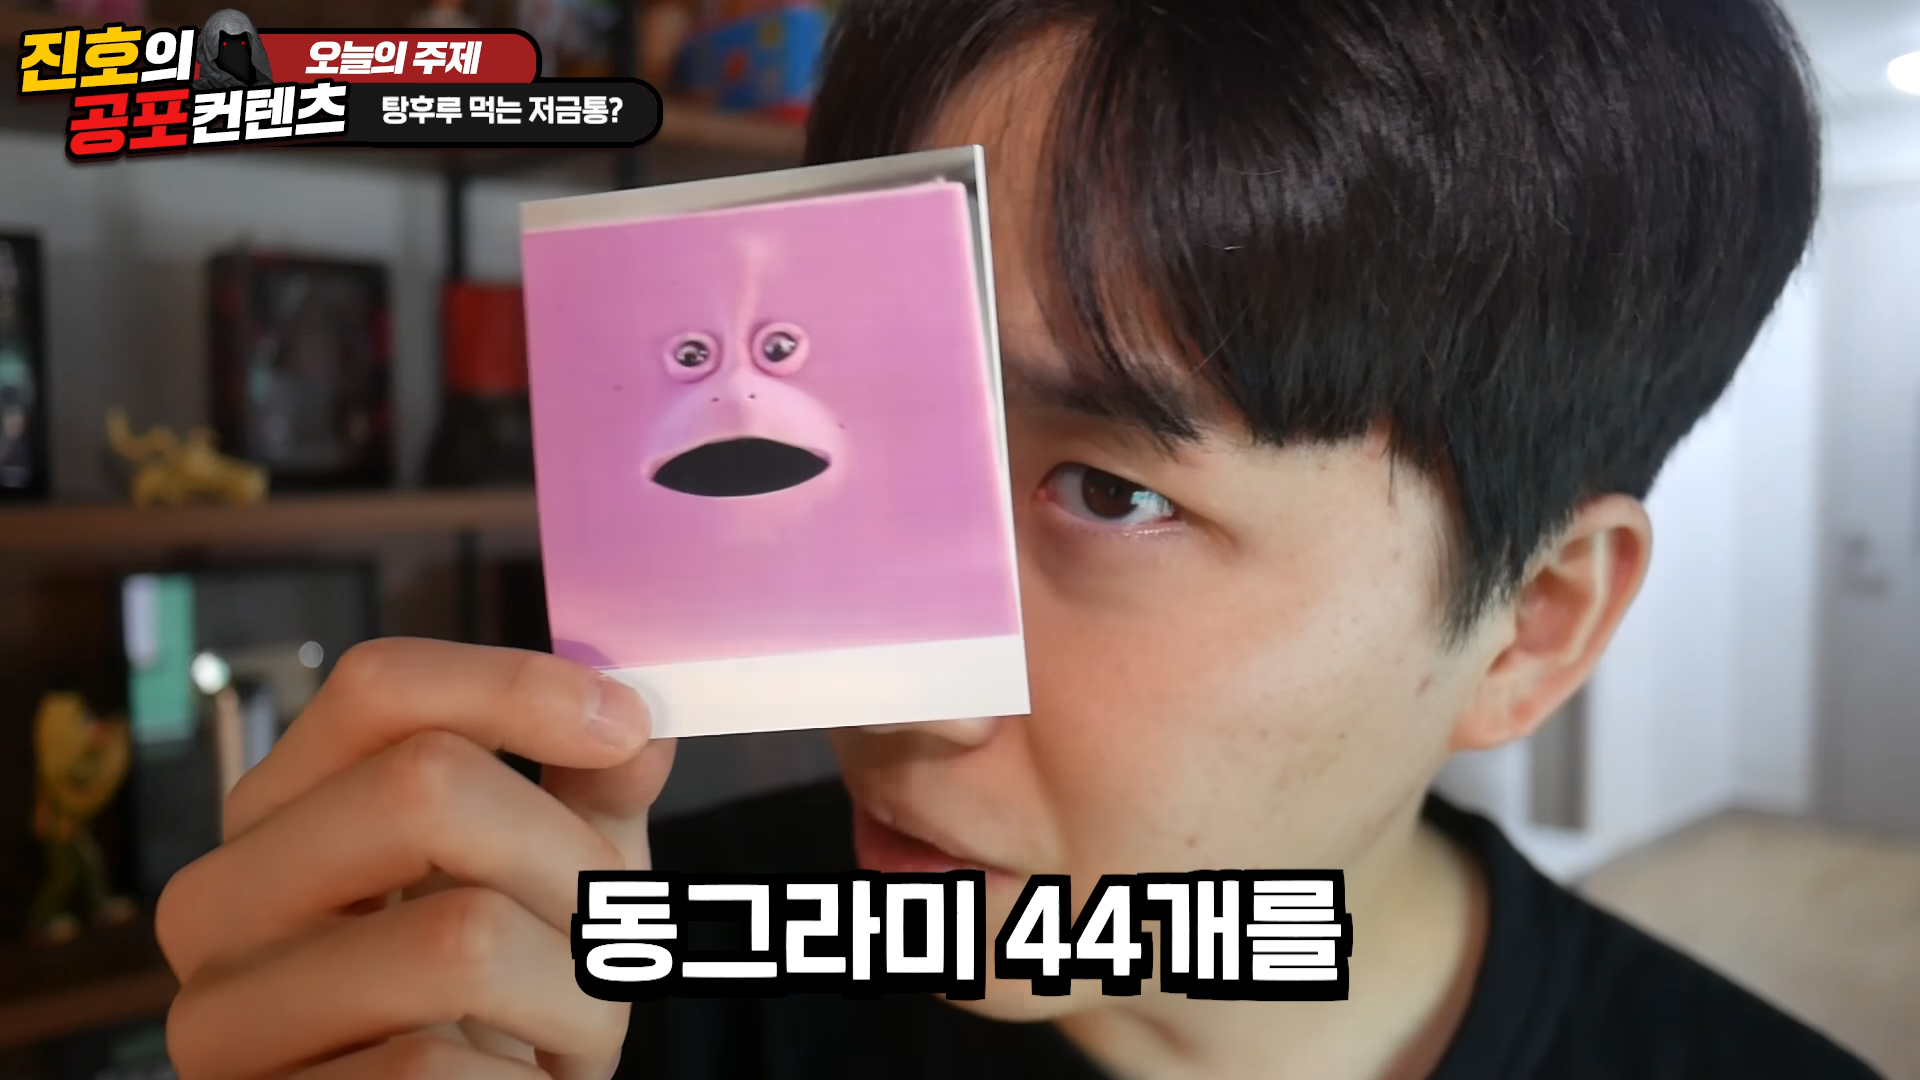 진호의
공포컨텐츠
오늘의 주제
탕후루 먹는 저금통?
동그라미 44개를